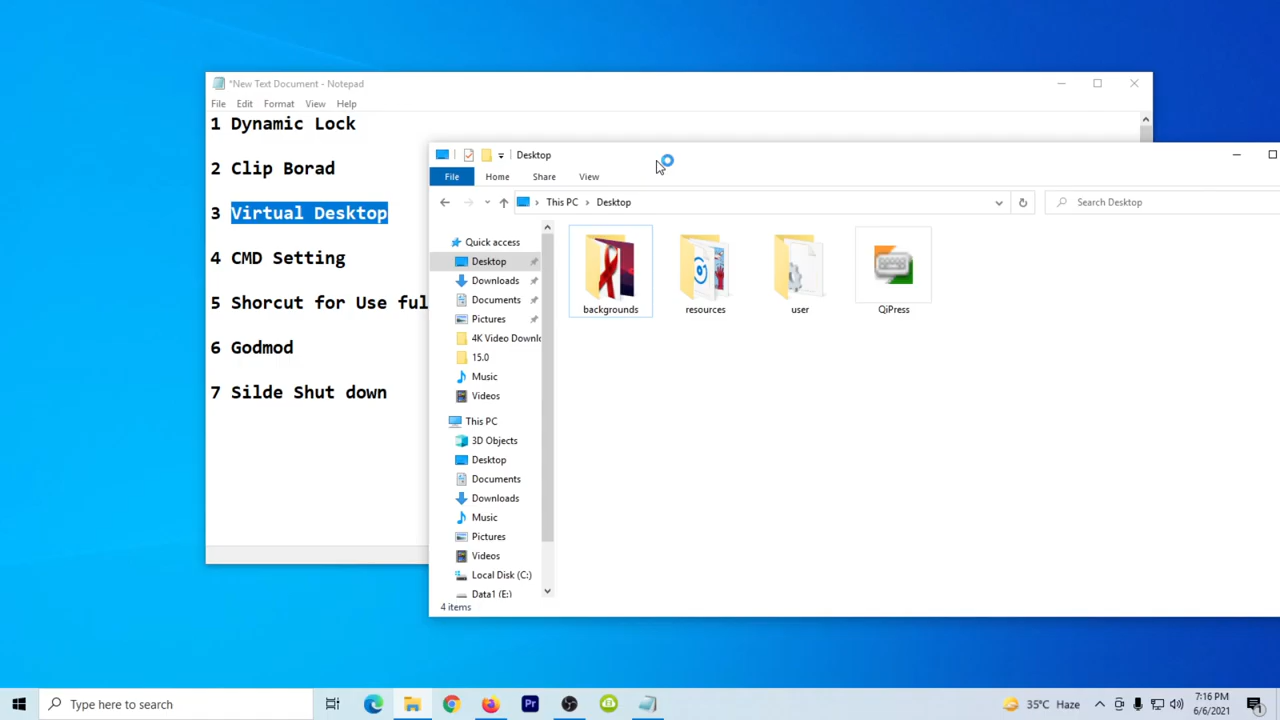 *New Text Document - Notepad
File Edit Format View Help
1 Dynamic Lock
2 Clip Borad
3 Virtual Desktop
4 CMD Setting
5 Shorcut for Use ful
6 Godmod
7 Silde Shut down
Desktop
File Home Share View
This PC Desktop
Search Desktop
Quick access
Desktop
Downloads
Documents
Pictures
4K Video Downlo
15.0
Music
Videos
This PC
3D Objects
Desktop
Documents
Downloads
Music
Pictures
Videos
Local Disk (C:)
Data1 (E:)
backgrounds
resources
user
QiPress
4 items
Type here to search
Pr
35°C Haze
7:16 PM
6/6/2021
1